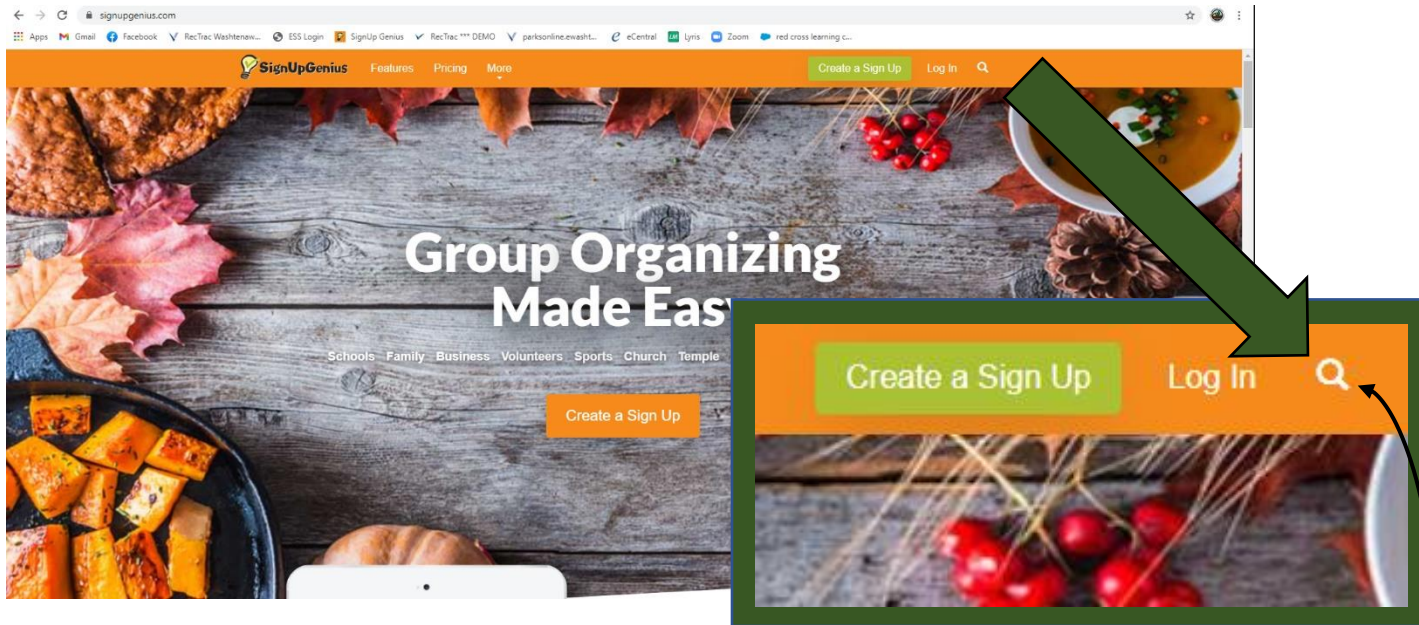 signupgenius.com
Apps Gmail Facebook RecTrac Washtenaw... ESS Login SignUp Genius RecTrac *** DEMO parksonline.ewasht... eCentral Lyris Zoom red cross learning c...
SignUpGenius Features Pricing More Create a Sign Up Log In
Group Organizing
Made Eas
Schools Family Business Volunteers Sports Church Temple
Create a Sign Up
Create a Sign Up Log In